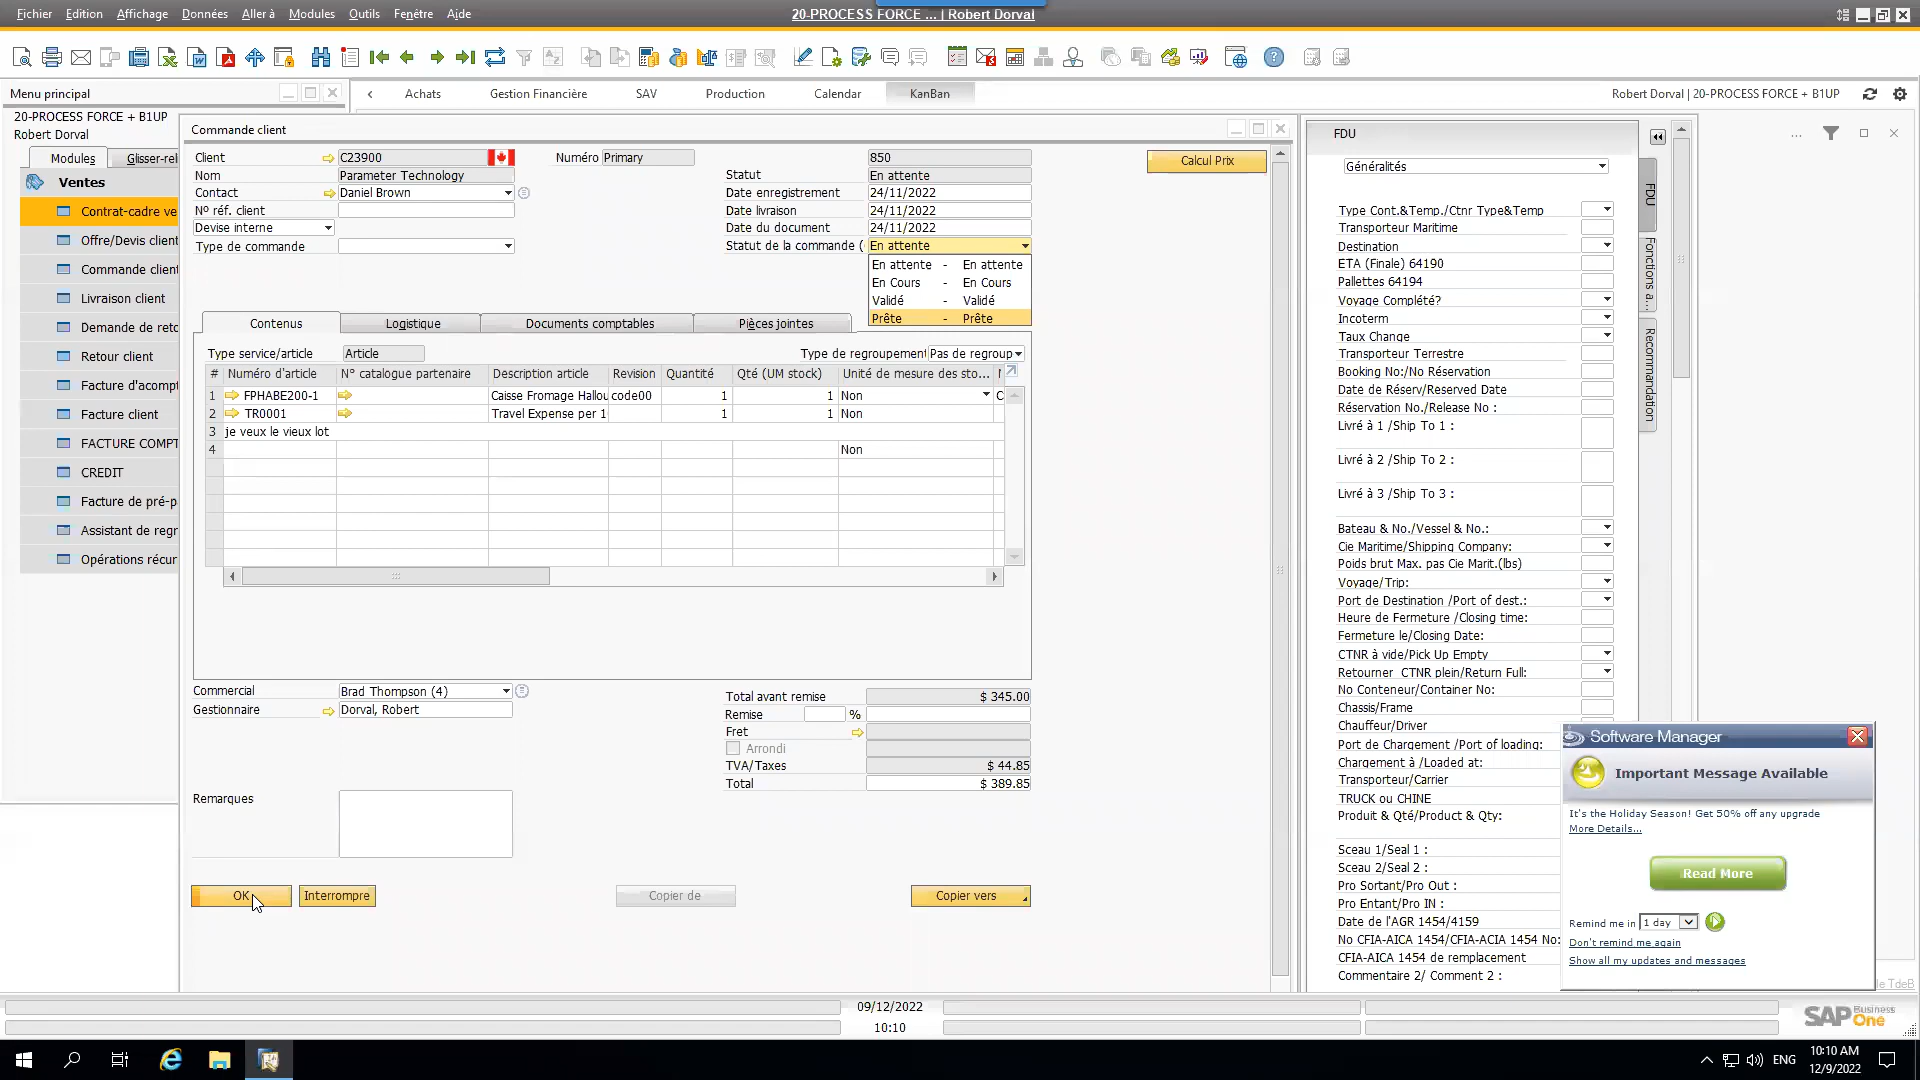 Fichier Edition Affichage Données Aller à Modules Outils Fenêtre Aide
20-PROCESS FORCE ... | Robert Dorval
Menu principal
Achats Gestion Financière SAV Production Calendar KanBan
Robert Dorval | 20-PROCESS FORCE + B1UP
20-PROCESS FORCE + B1UP
Robert Dorval
Modules Glisser-rel
Ventes
Contrat-cadre ve
Offre/Devis client
Commande client
Livraison client
Demande de reto
Retour client
Facture d'acompt
Facture client
FACTURE COMPT
CREDIT
Facture de pré-p
Assistant de regr
Opérations récur
Commande client
Client C23900 Numéro Primary 850
Calcul Prix
Nom Parameter Technology Statut En attente
Contact Daniel Brown Date enregistrement 24/11/2022
Nº réf. client Date livraison 24/11/2022
Devise interne Date du document 24/11/2022
Type de commande Statut de la commande ( En attente
En attente - En attente
En Cours - En Cours
Validé - Validé
Prête - Prête
Contenus Logistique Documents comptables Pièces jointes
Type service/article Article Type de regroupement Pas de regroup
# Numéro d'article N° catalogue partenaire Description article Revision Quantité Qté (UM stock) Unité de mesure des sto...
1 FPHABE200-1 Caisse Fromage Hallou code00 1 1 Non C
2 TR0001 Travel Expense per 1 1 1 Non
3 je veux le vieux lot
4 Non
Commercial Brad Thompson (4)
Gestionnaire Dorval, Robert
Total avant remise $ 345.00
Remise %
Fret
Arrondi
TVA/Taxes $ 44.85
Total $ 389.85
Remarques
OK Interrompre Copier de Copier vers
FDU
...
Généralités
FDU
Fonctions a...
Recommandation
Type Cont.&Temp./Ctnr Type&Temp
Transporteur Maritime
Destination
ETA (Finale) 64190
Pallettes 64194
Voyage Complété?
Incoterm
Taux Change
Transporteur Terrestre
Booking No:/No Réservation
Date de Réserv/Reserved Date
Réservation No./Release No :
Livré à 1 /Ship To 1 :
Livré à 2 /Ship To 2 :
Livré à 3 /Ship To 3 :
Bateau & No./Vessel & No.:
Cie Maritime/Shipping Company:
Poids brut Max. pas Cie Marit.(lbs)
Voyage/Trip:
Port de Destination /Port of dest.:
Heure de Fermeture /Closing time:
Fermeture le/Closing Date:
CTNR à vide/Pick Up Empty
Retourner CTNR plein/Return Full:
No Conteneur/Container No:
Chassis/Frame
Chauffeur/Driver
Port de Chargement /Port of loading:
Chargement à /Loaded at:
Transporteur/Carrier
TRUCK ou CHINE
Produit & Qté/Product & Qty:
Sceau 1/Seal 1 :
Sceau 2/Seal 2 :
Pro Sortant/Pro Out :
Pro Entant/Pro IN :
Date de l'AGR 1454/4159
No CFIA-AICA 1454/CFIA-ACIA 1454 No:
CFIA-AICA 1454 de remplacement
Commentaire 2/ Comment 2 :
Software Manager
Important Message Available
It's the Holiday Season! Get 50% off any upgrade
More Details...
Read More
Remind me in 1 day
Don't remind me again
Show all my updates and messages
le TdeB
09/12/2022
10:10
SAP Business One
ENG
10:10 AM
12/9/2022